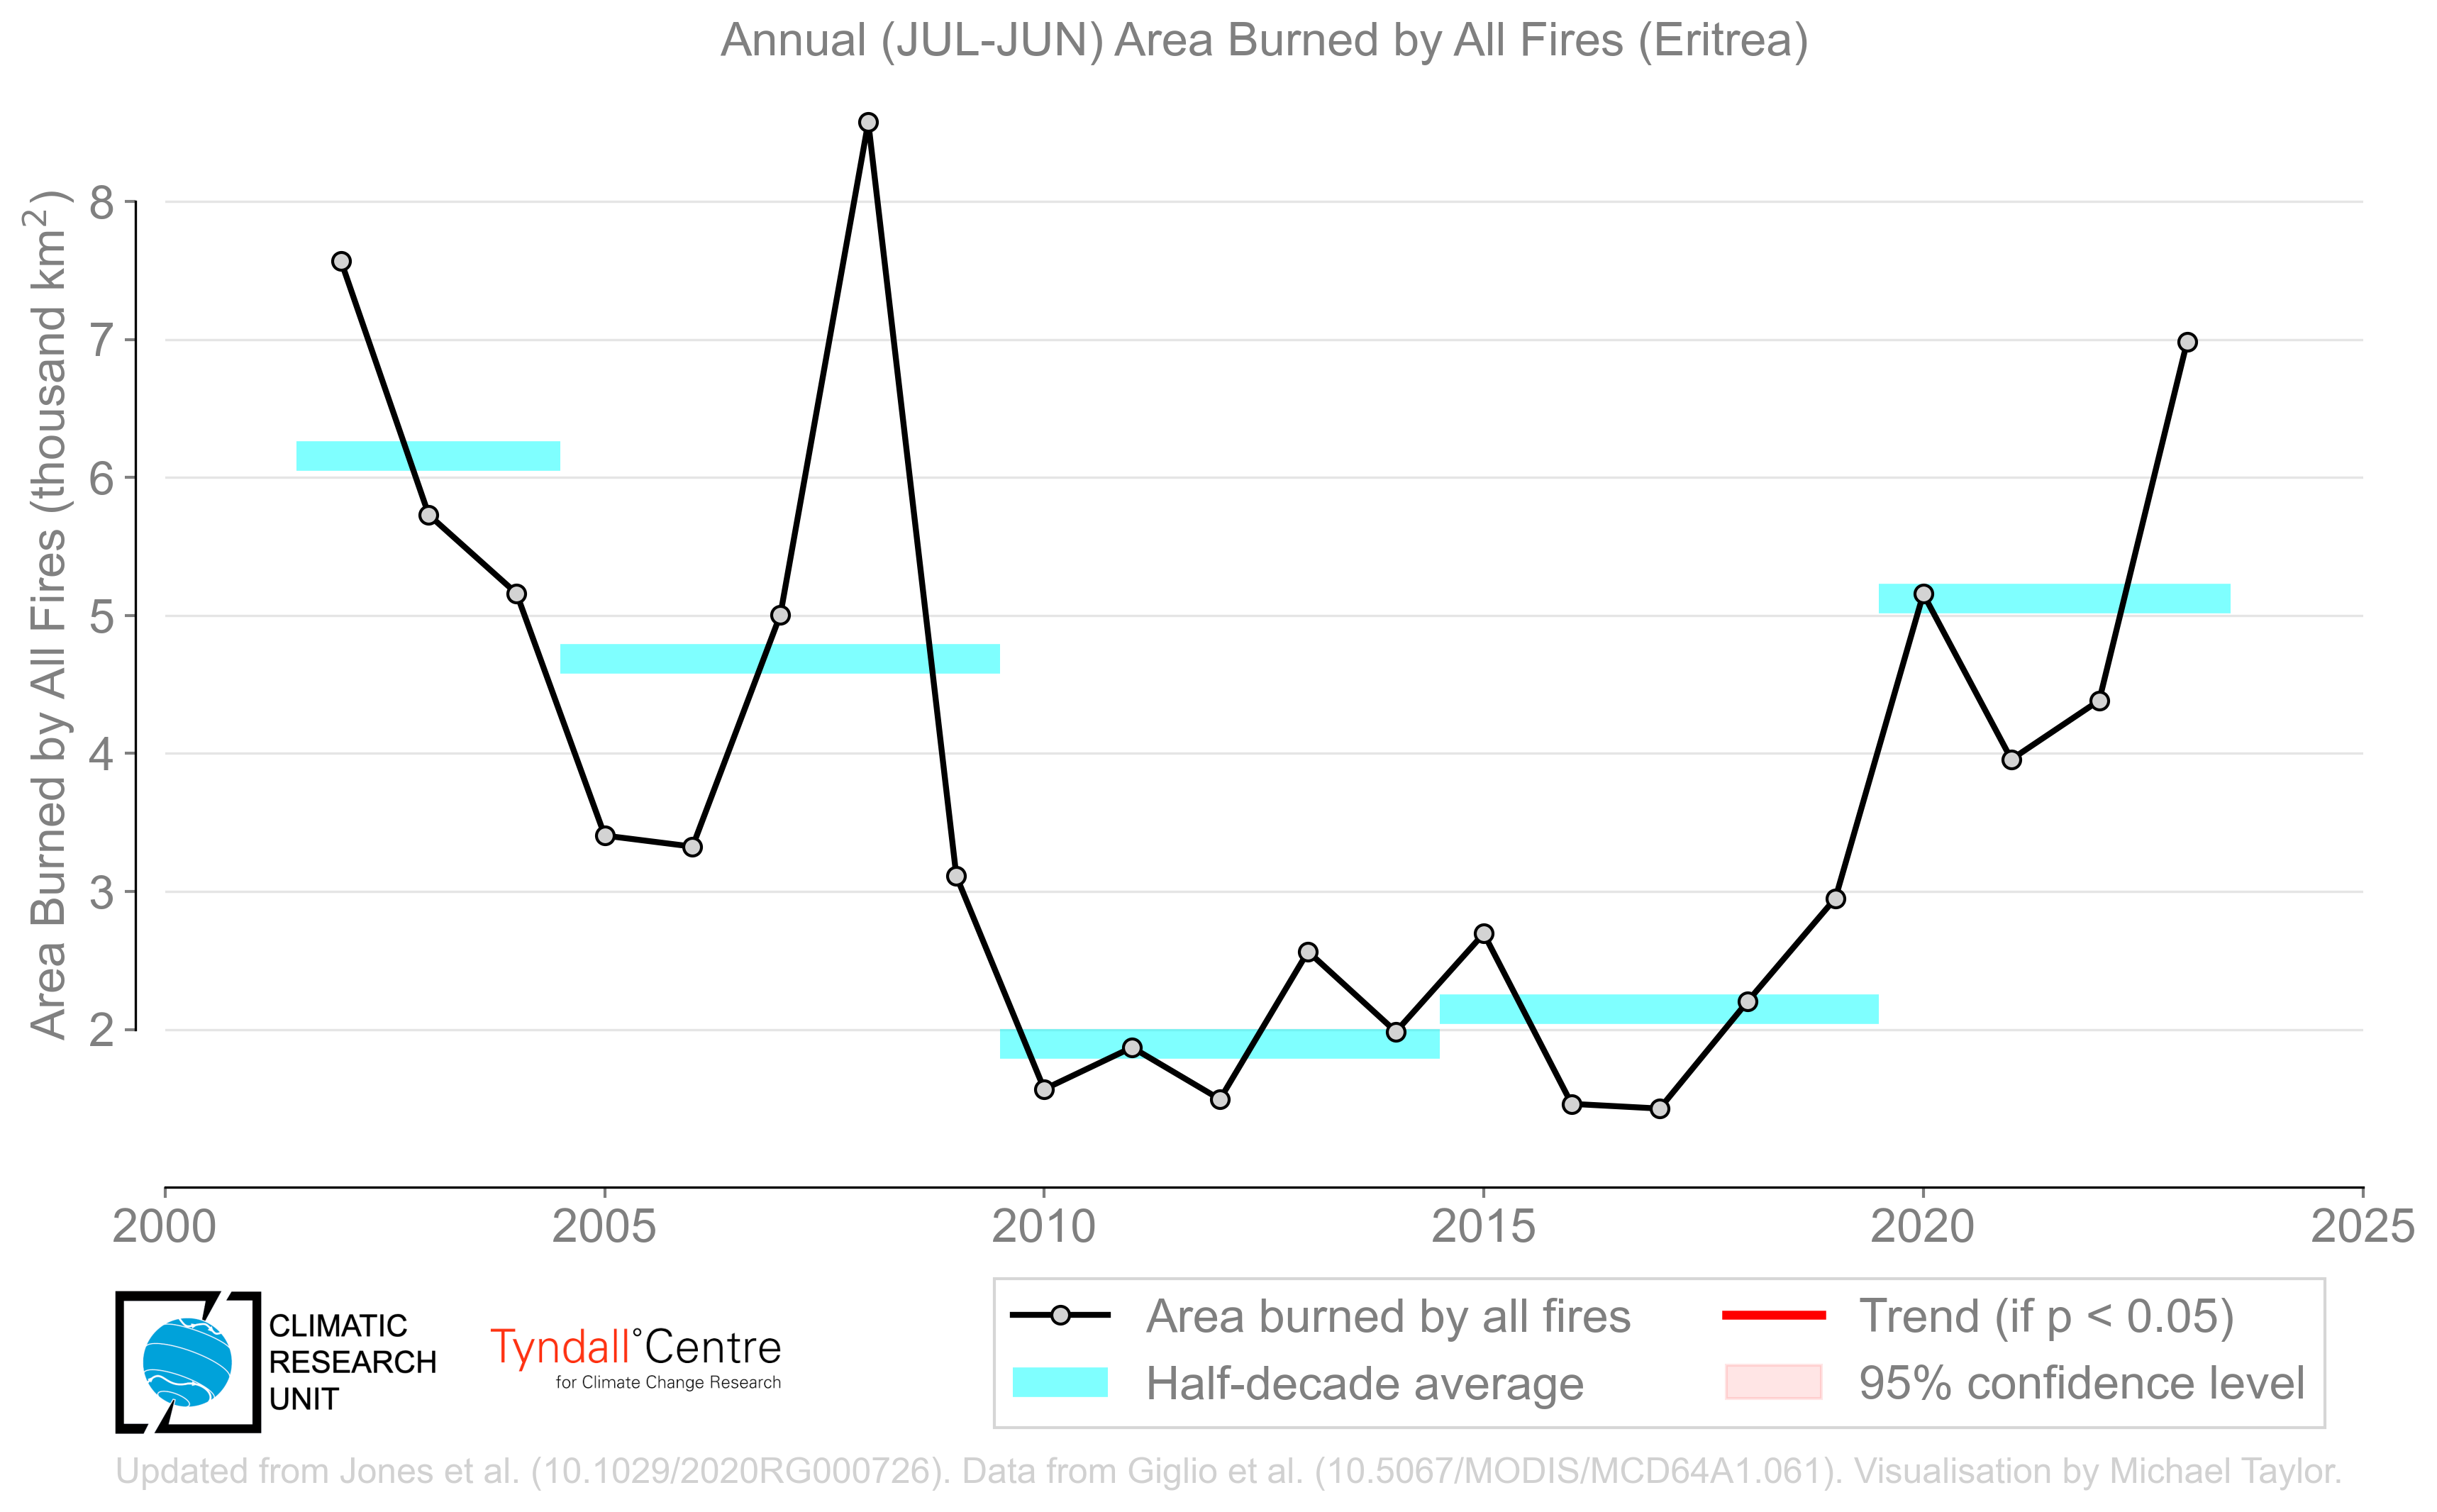 Annual (JUL-JUN) Area Burned by All Fires (Eritrea)
Area Burned by All Fires (thousand km²)
8
7
6
5
4
3
2
2000 2005 2010 2015 2020 2025
CLIMATIC
RESEARCH
UNIT
Tyndall°Centre
for Climate Change Research
Area burned by all fires
Half-decade average
Trend (if p < 0.05)
95% confidence level
Updated from Jones et al. (10.1029/2020RG000726). Data from Giglio et al. (10.5067/MODIS/MCD64A1.061). Visualisation by Michael Taylor.